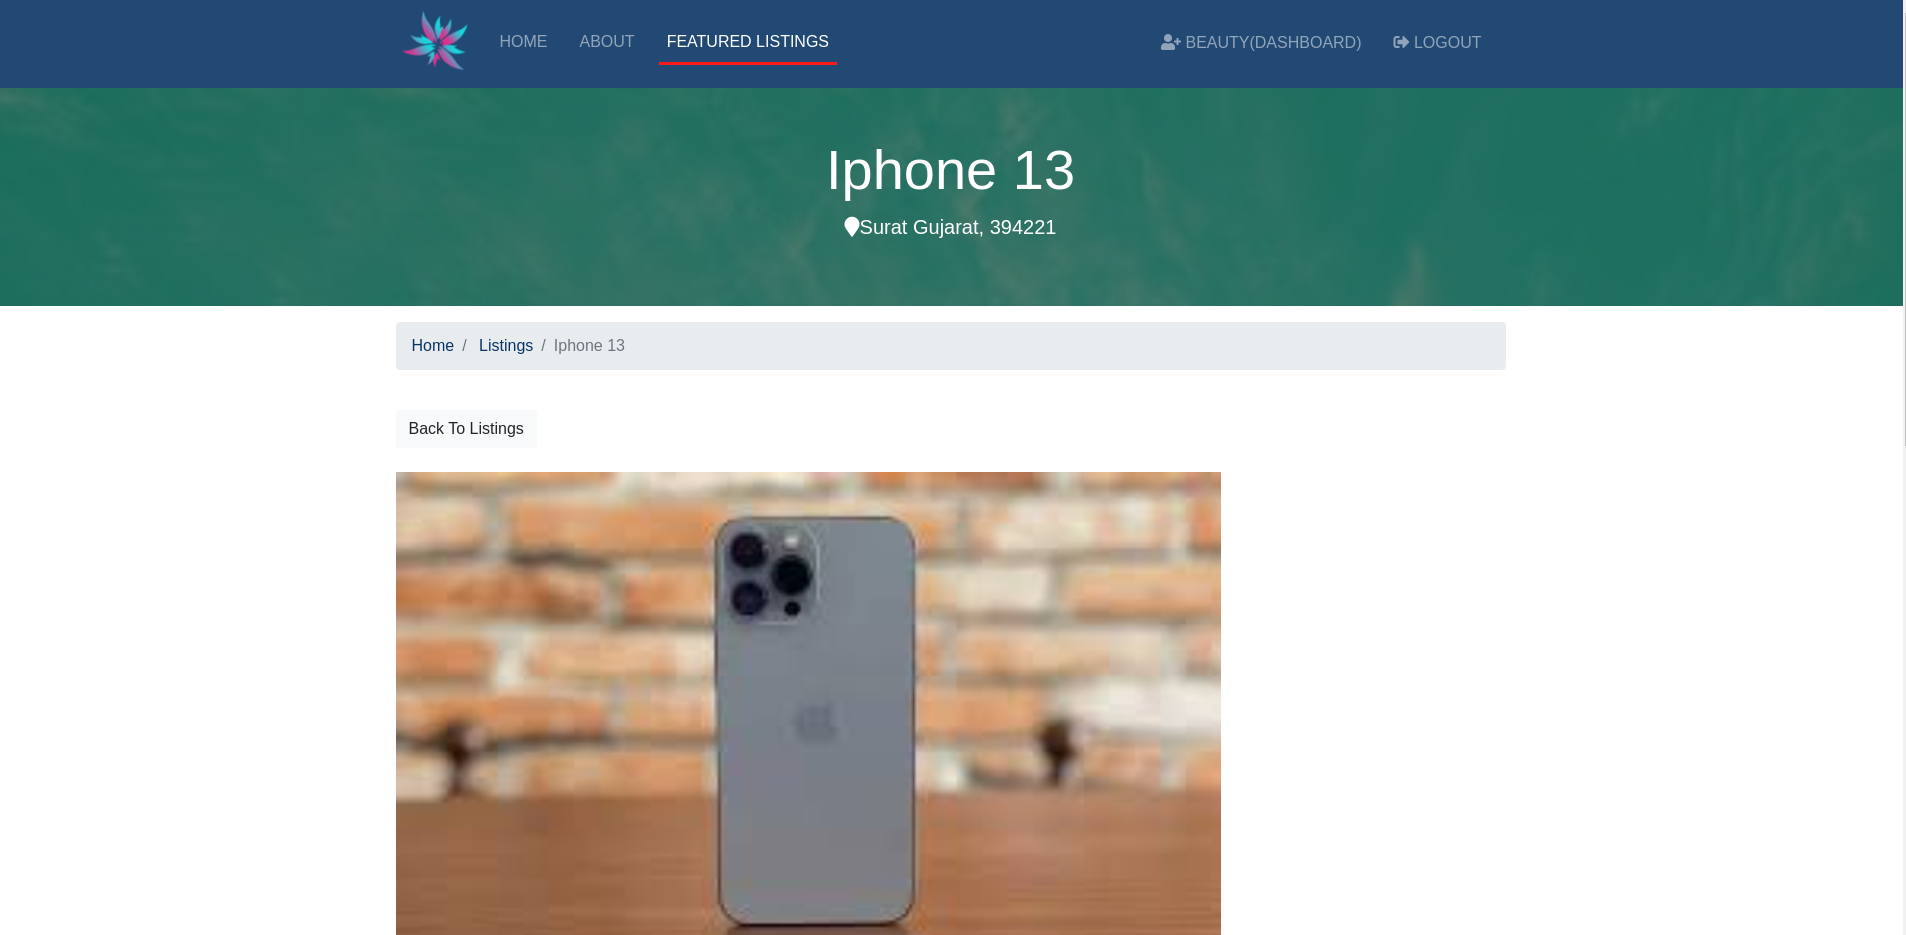 HOME ABOUT FEATURED LISTINGS BEAUTY(DASHBOARD) LOGOUT
Iphone 13
Surat Gujarat, 394221
Home / Listings / Iphone 13
Back To Listings